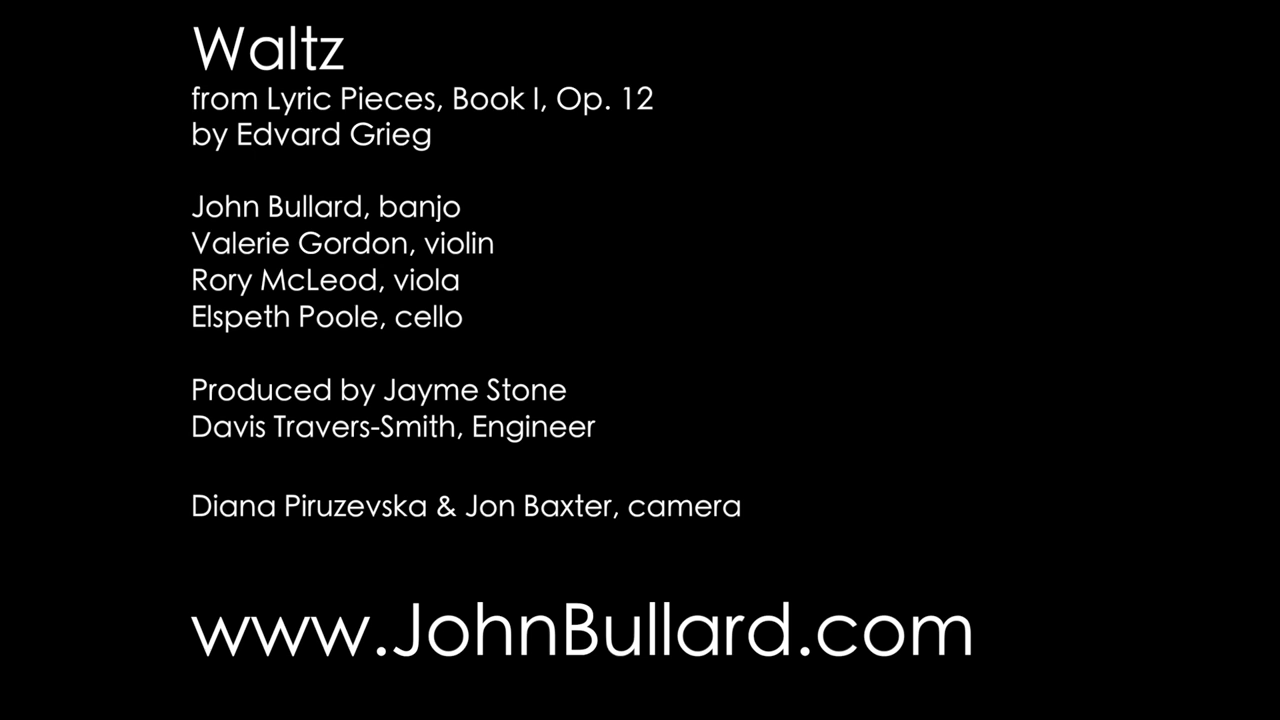 Waltz
from Lyric Pieces, Book I, Op. 12
by Edvard Grieg
John Bullard, banjo
Valerie Gordon, violin
Rory McLeod, viola
Elspeth Poole, cello
Produced by Jayme Stone
Davis Travers-Smith, Engineer
Diana Piruzevska & Jon Baxter, camera
www.JohnBullard.com